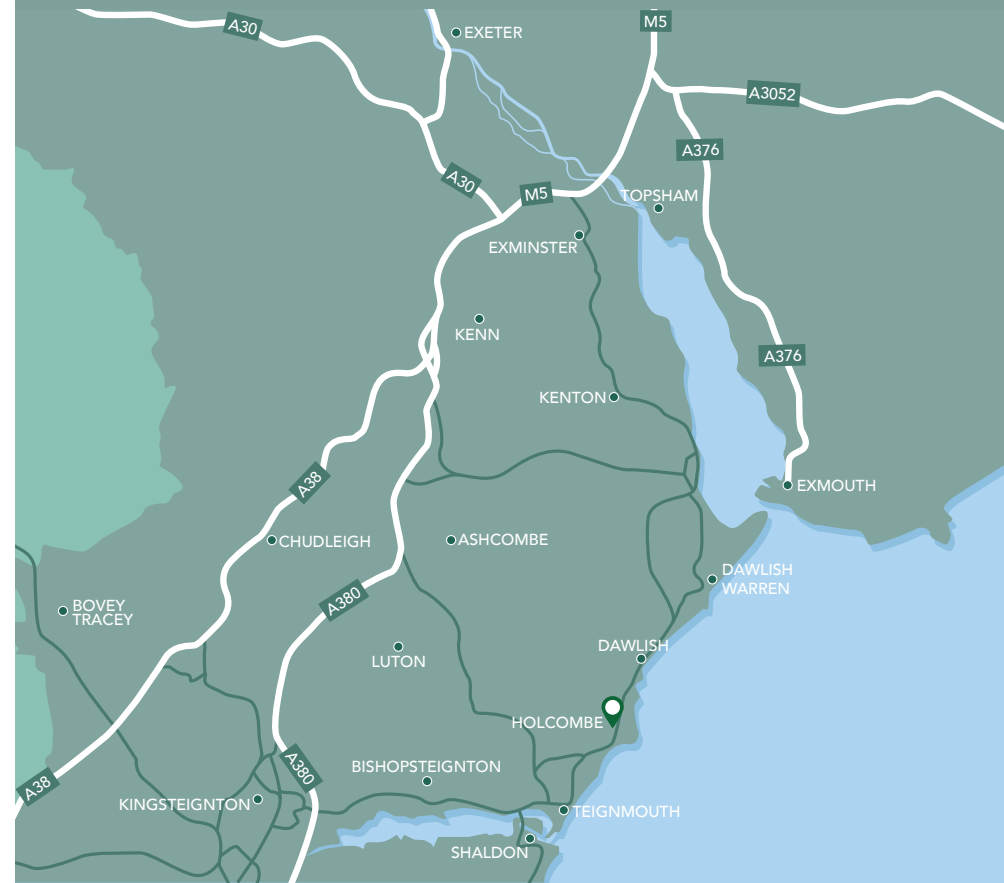 M5
A30
EXETER
A3052
A376
A30
M5
TOPSHAM
EXMINSTER
KENN
A376
KENTON
A38
EXMOUTH
CHUDLEIGH
ASHCOMBE
DAWLISH
WARREN
A380
BOVEY
TRACEY
DAWLISH
LUTON
HOLCOMBE
A380
BISHOPSTEIGNTON
A38
KINGSTEIGNTON
TEIGNMOUTH
SHALDON